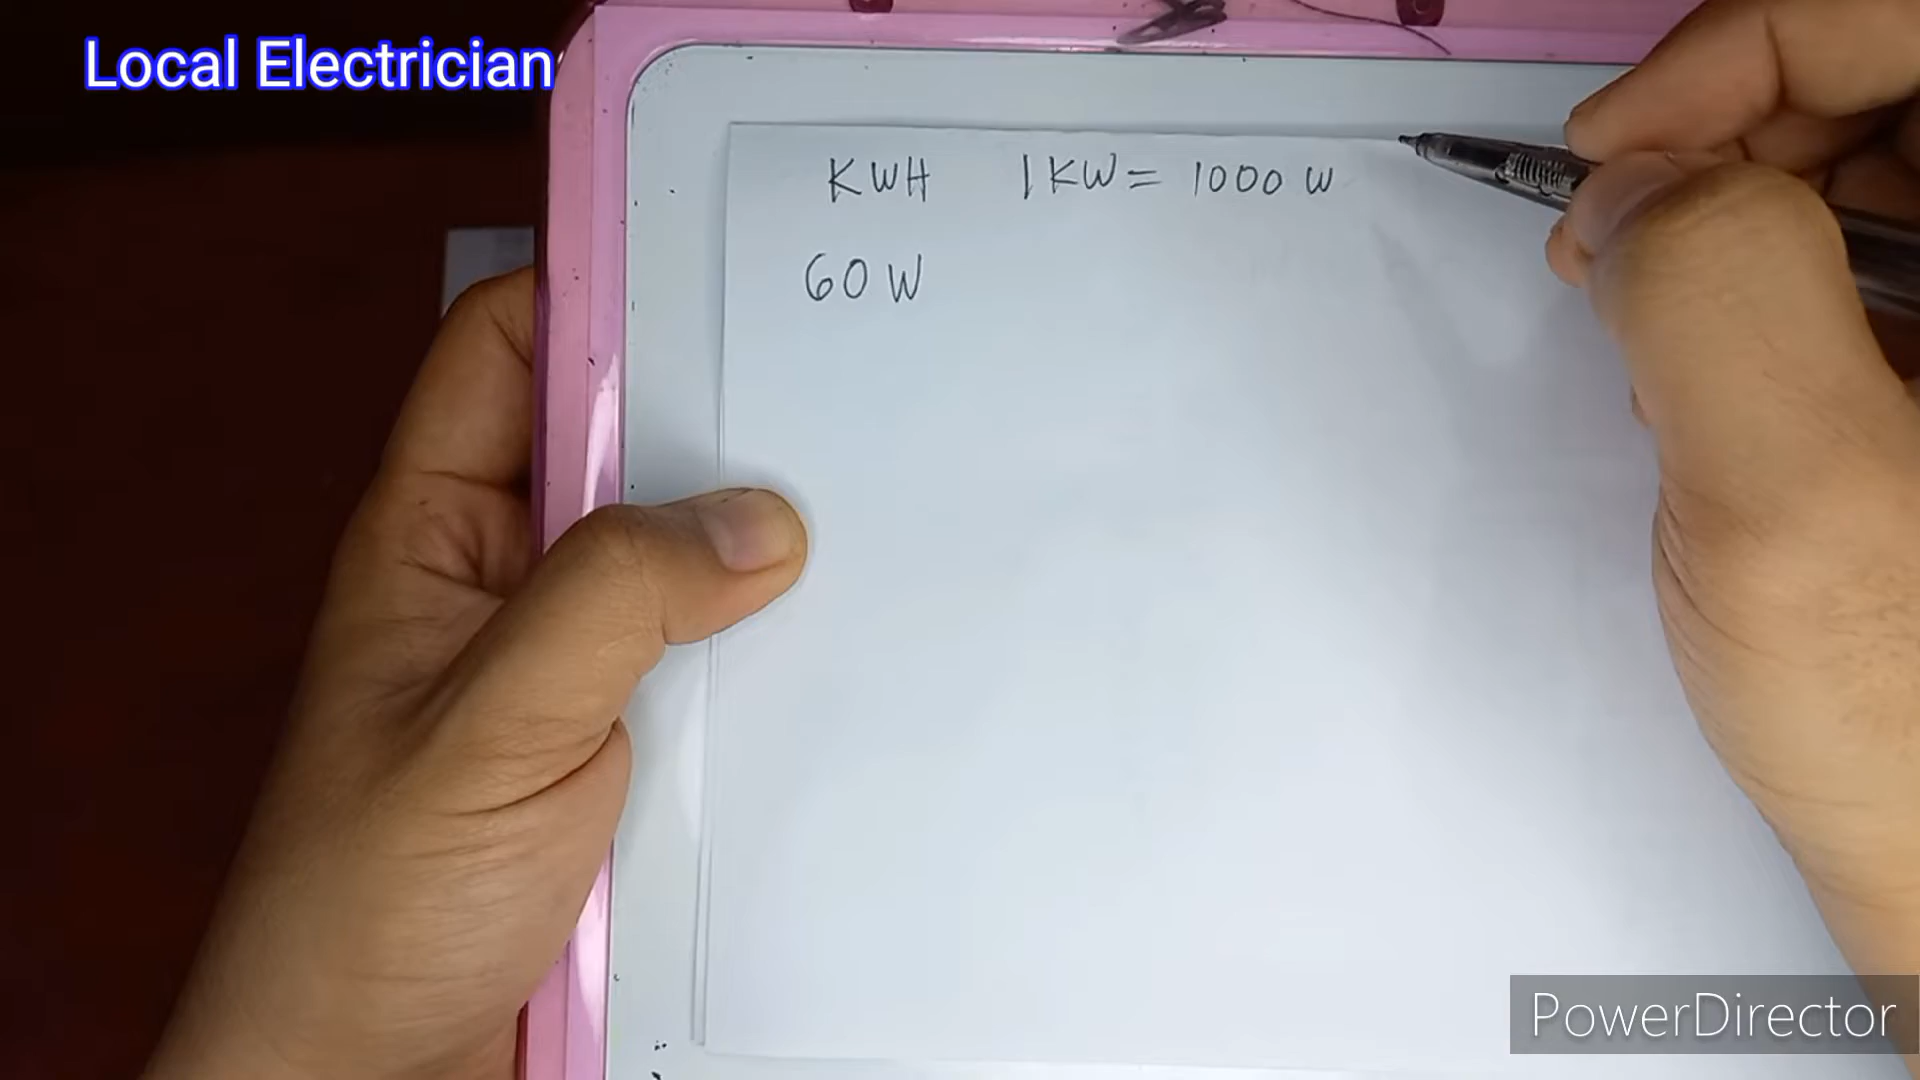 Local Electrician
KWH 1KW = 1000 W
60 W
PowerDirector